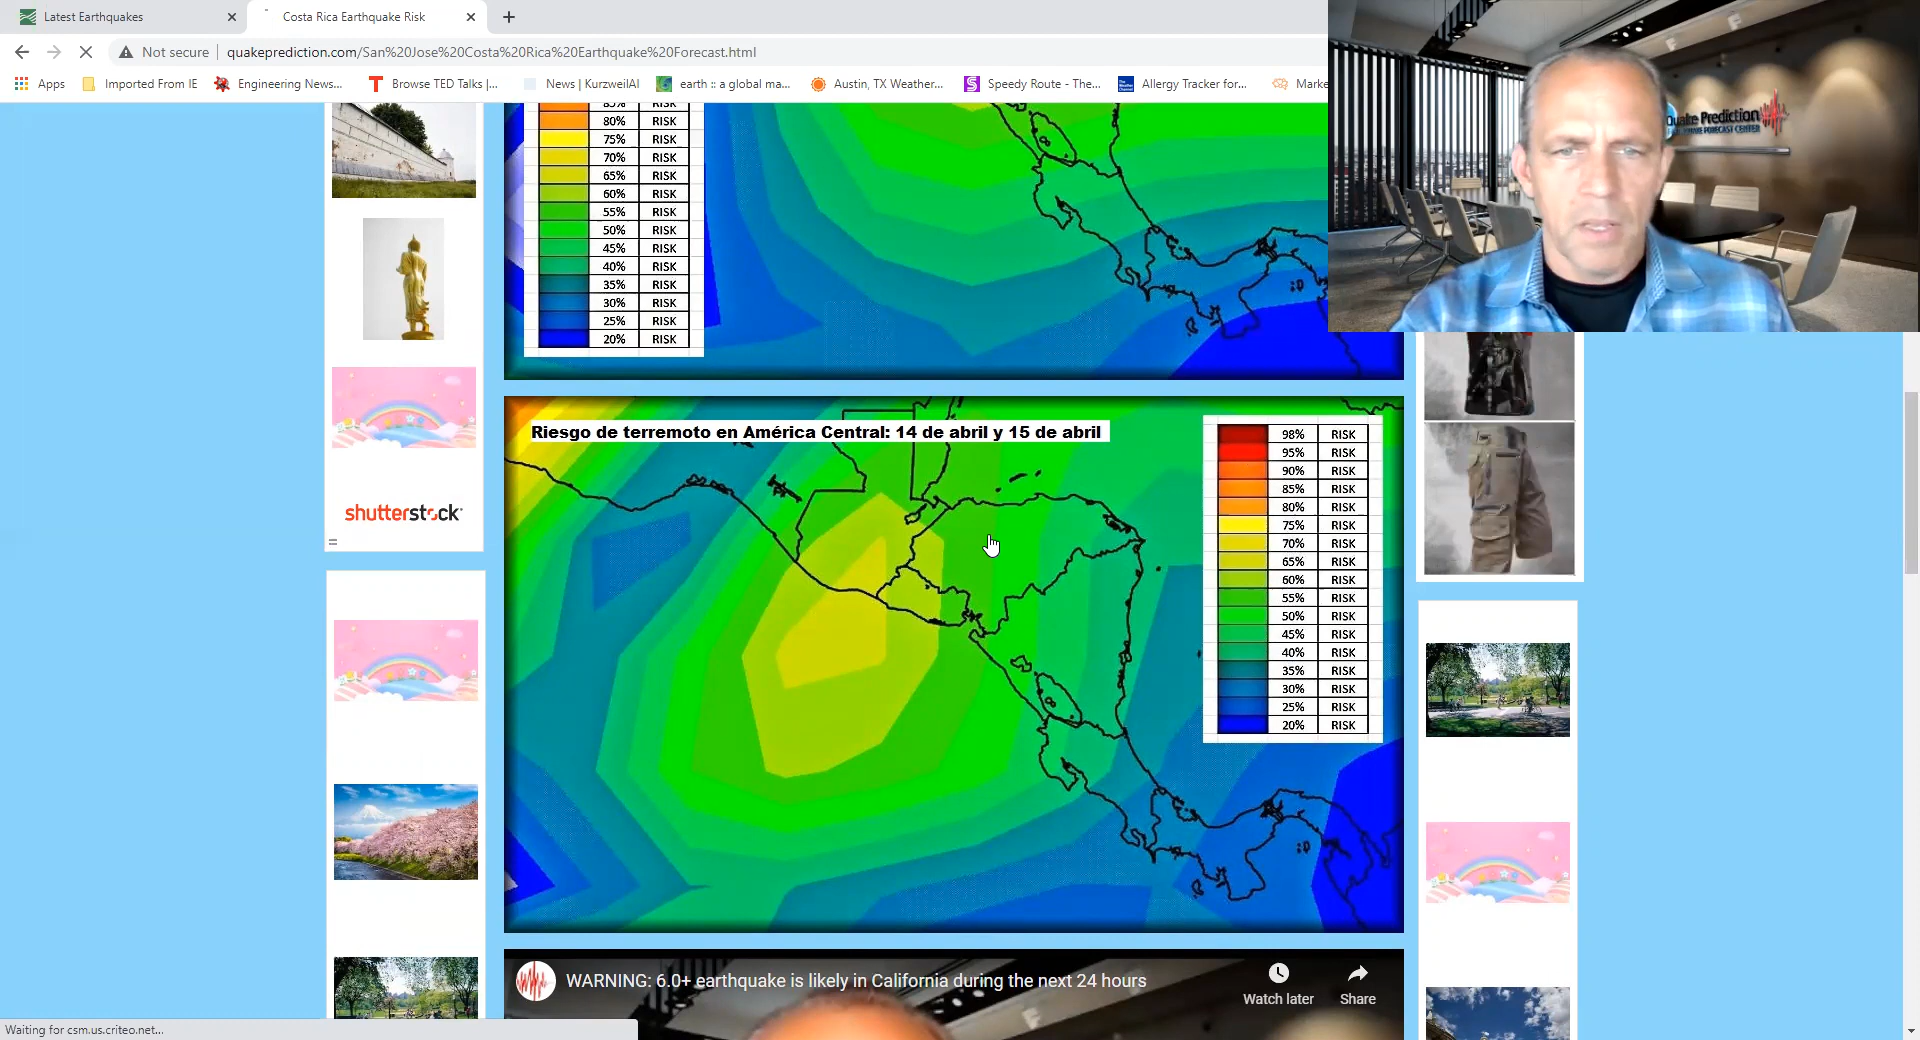 Latest Earthquakes
Costa Rica Earthquake Risk
Not secure
quakeprediction.com/San%20Jose%20Costa%20Rica%20Earthquake%20Forecast.html
Apps
Imported From IE
Engineering News...
Browse TED Talks |...
News | KurzweilAI
earth :: a global ma...
Austin, TX Weather...
Speedy Route - The...
Allergy Tracker for...
Marke
Quake Prediction
FORECAST CENTER
85% RISK
80% RISK
75% RISK
70% RISK
65% RISK
60% RISK
55% RISK
50% RISK
45% RISK
40% RISK
35% RISK
30% RISK
25% RISK
20% RISK
shutterstock
Riesgo de terremoto en América Central: 14 de abril y 15 de abril
98% RISK
95% RISK
90% RISK
85% RISK
80% RISK
75% RISK
70% RISK
65% RISK
60% RISK
55% RISK
50% RISK
45% RISK
40% RISK
35% RISK
30% RISK
25% RISK
20% RISK
WARNING: 6.0+ earthquake is likely in California during the next 24 hours
Watch later
Share
Waiting for csm.us.criteo.net...